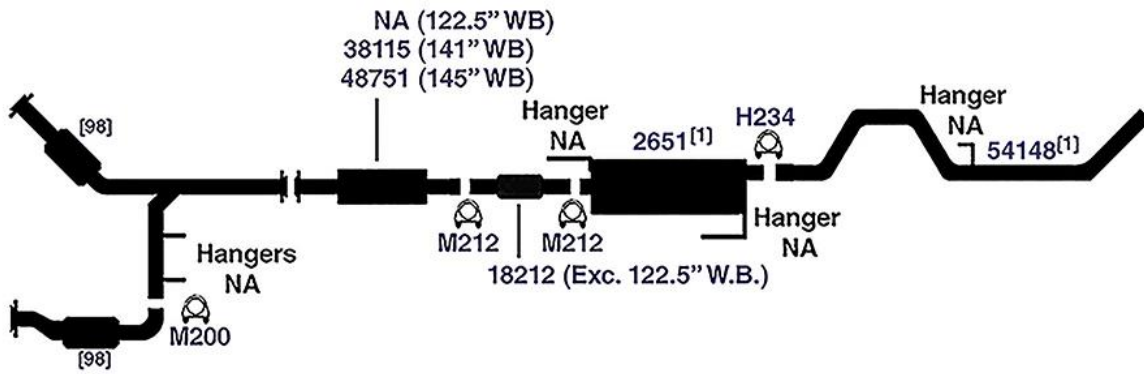 NA (122.5” WB)
38115 (141” WB)
48751 (145” WB)
[98]
Hanger
NA
2651[1]
H234
Hanger
NA
54148[1]
Hangers
NA
M212
M212
Hanger
NA
18212 (Exc. 122.5” W.B.)
M200
[98]